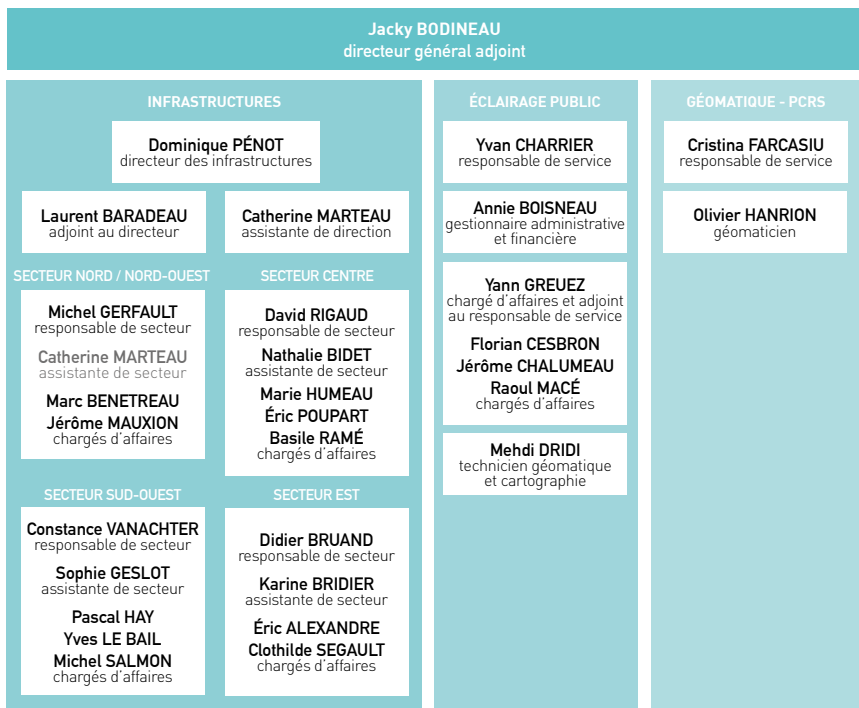 Jacky BODINEAU
directeur général adjoint
INFRASTRUCTURES
Dominique PÉNOT
directeur des infrastructures
Laurent BARADEAU
adjoint au directeur
Catherine MARTEAU
assistante de direction
SECTEUR NORD / NORD-OUEST
Michel GERFAULT
responsable de secteur
Catherine MARTEAU
assistante de secteur
Marc BENETREAU
Jérôme MAUXION
chargés d'affaires
SECTEUR CENTRE
David RIGAUD
responsable de secteur
Nathalie BIDET
assistante de secteur
Marie HUMEAU
Éric POUPART
Basile RAMÉ
chargés d'affaires
SECTEUR SUD-OUEST
Constance VANACHTER
responsable de secteur
Sophie GESLOT
assistante de secteur
Pascal HAY
Yves LE BAIL
Michel SALMON
chargés d'affaires
SECTEUR EST
Didier BRUAND
responsable de secteur
Karine BRIDIER
assistante de secteur
Éric ALEXANDRE
Clothilde SEGAULT
chargés d'affaires
ÉCLAIRAGE PUBLIC
Yvan CHARRIER
responsable de service
Annie BOISNEAU
gestionnaire administrative
et financière
Yann GREUEZ
chargé d'affaires et adjoint
au responsable de service
Florian CESBRON
Jérôme CHALUMEAU
Raoul MACÉ
chargés d'affaires
Mehdi DRIDI
technicien géomatique
et cartographie
GÉOMATIQUE - PCRS
Cristina FARCASIU
responsable de service
Olivier HANRION
géomaticien